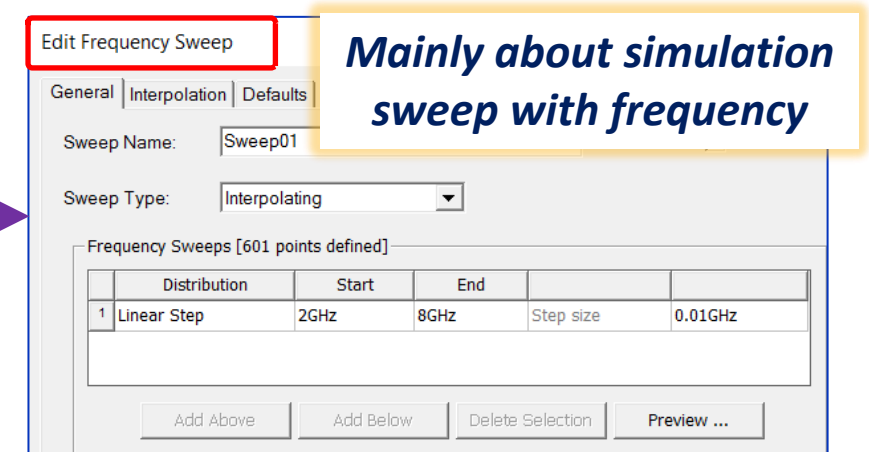 Edit Frequency Sweep
Mainly about simulation
sweep with frequency
General Interpolation Defaults
Sweep Name: Sweep01
Sweep Type: Interpolating
Frequency Sweeps [601 points defined]
Distribution Start End
1 Linear Step 2GHz 8GHz Step size 0.01GHz
Add Above Add Below Delete Selection Preview ...